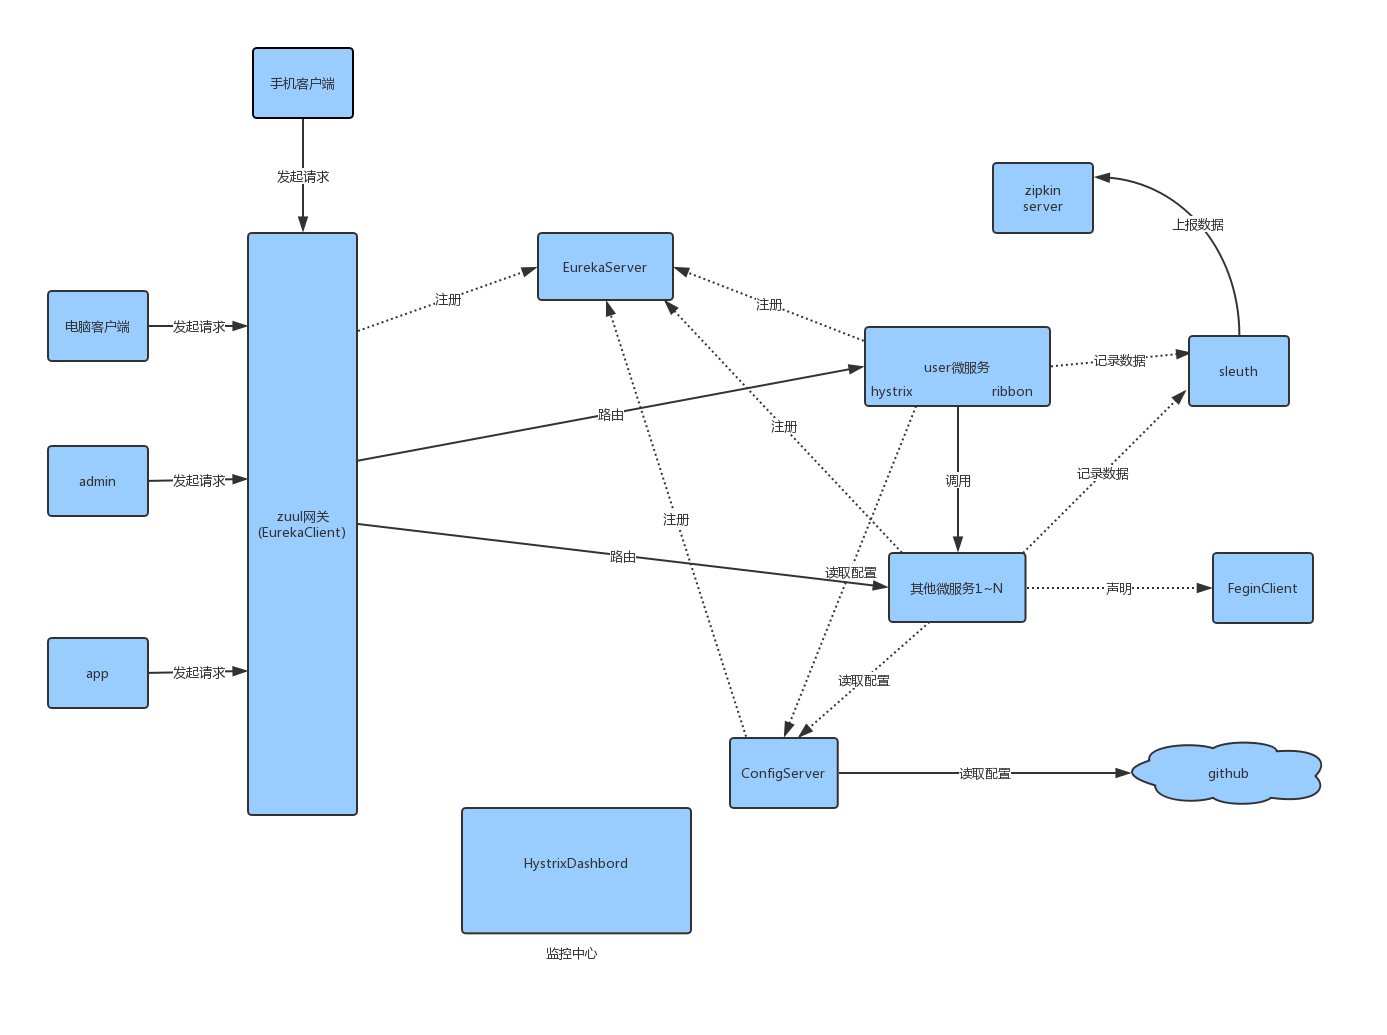 手机客户端
发起请求
zipkin
server
上报数据
EurekaServer
注册
注册
电脑客户端
发起请求
user微服务
hystrix
ribbon
记录数据
sleuth
路由
注册
记录数据
admin
发起请求
调用
zuul网关
(EurekaClient)
注册
路由
读取配置
其他微服务1~N
声明
FeginClient
app
发起请求
读取配置
ConfigServer
读取配置
github
HystrixDashbord
监控中心